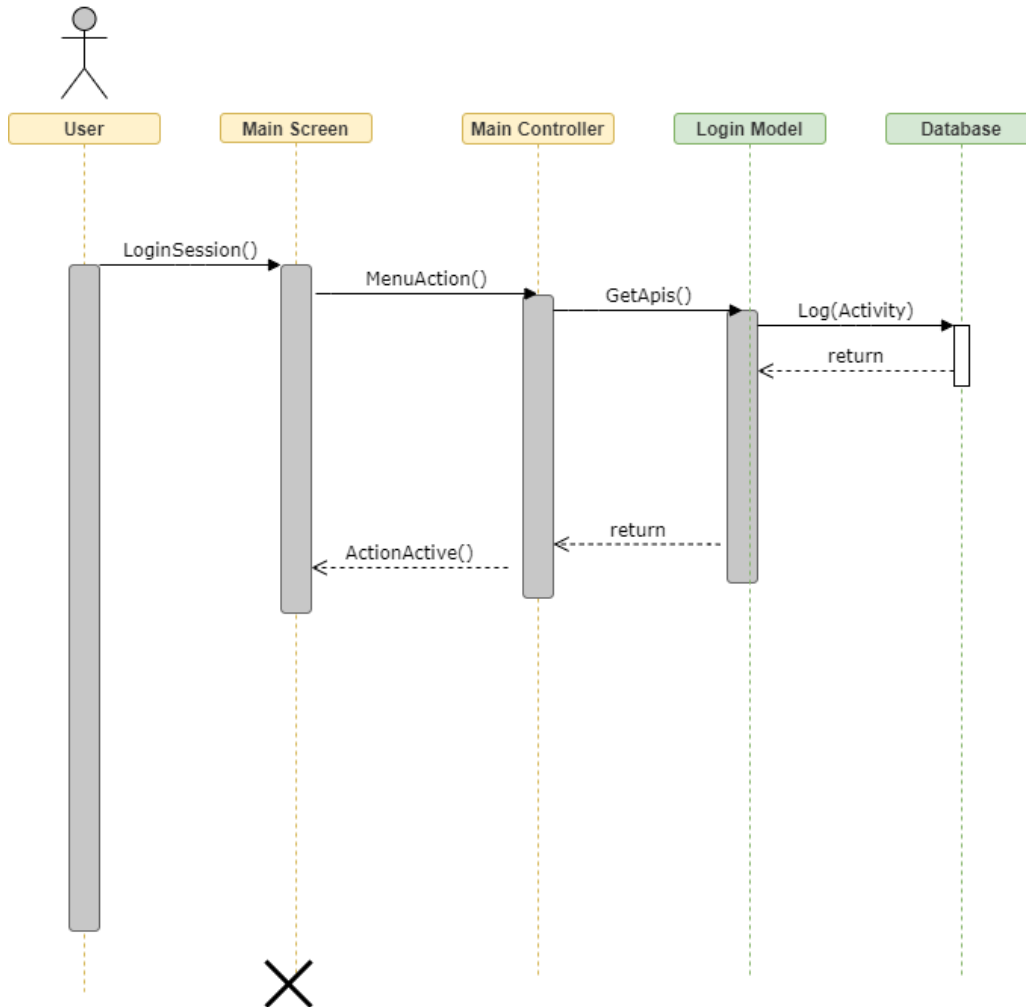 User
Main Screen
Main Controller
Login Model
Database
LoginSession()
MenuAction()
GetApis()
Log(Activity)
return
return
ActionActive()